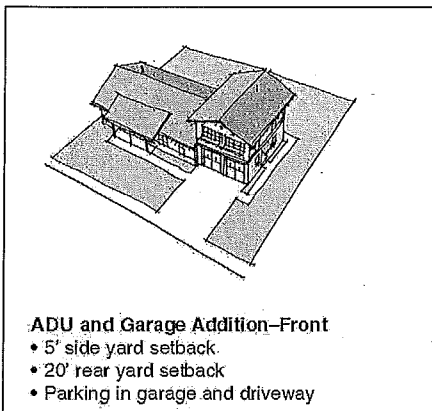 ADU and Garage Addition–Front
• 5' side yard setback
• 20' rear yard setback
• Parking in garage and driveway